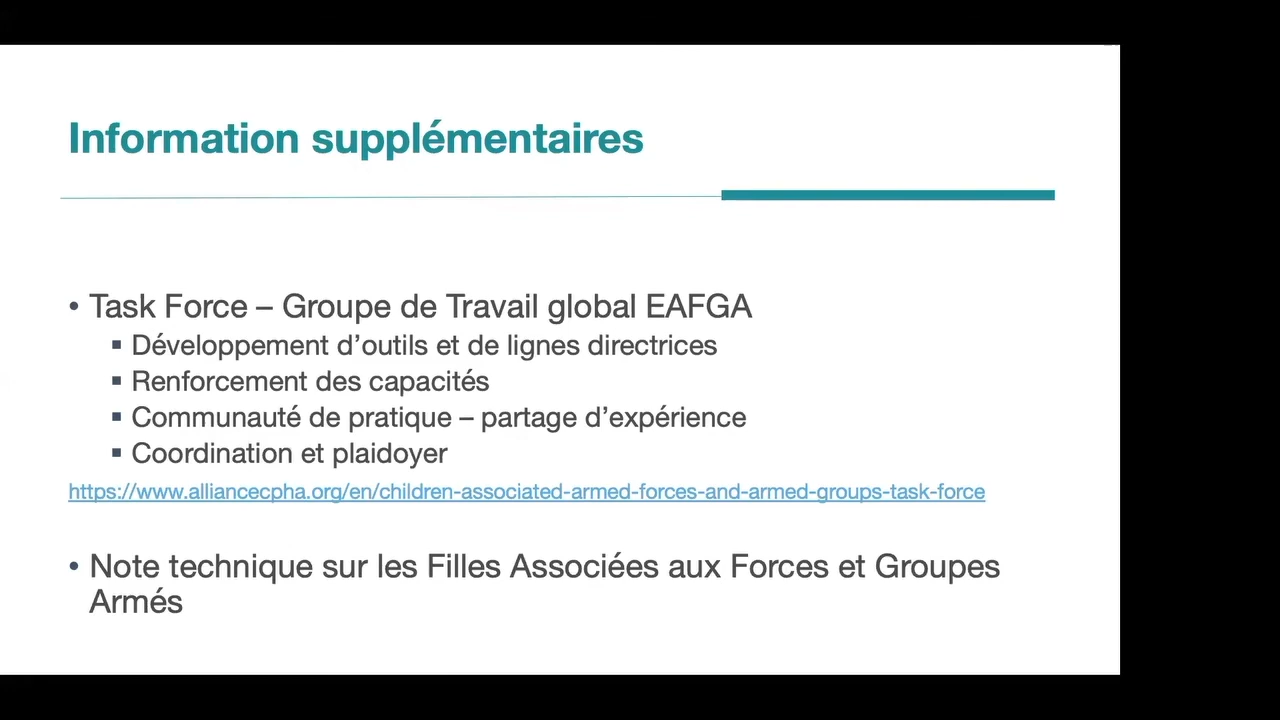 Information supplémentaires
• Task Force – Groupe de Travail global EAFGA
▪ Développement d’outils et de lignes directrices
▪ Renforcement des capacités
▪ Communauté de pratique – partage d’expérience
▪ Coordination et plaidoyer
https://www.alliancecpha.org/en/children-associated-armed-forces-and-armed-groups-task-force
• Note technique sur les Filles Associées aux Forces et Groupes
Armés